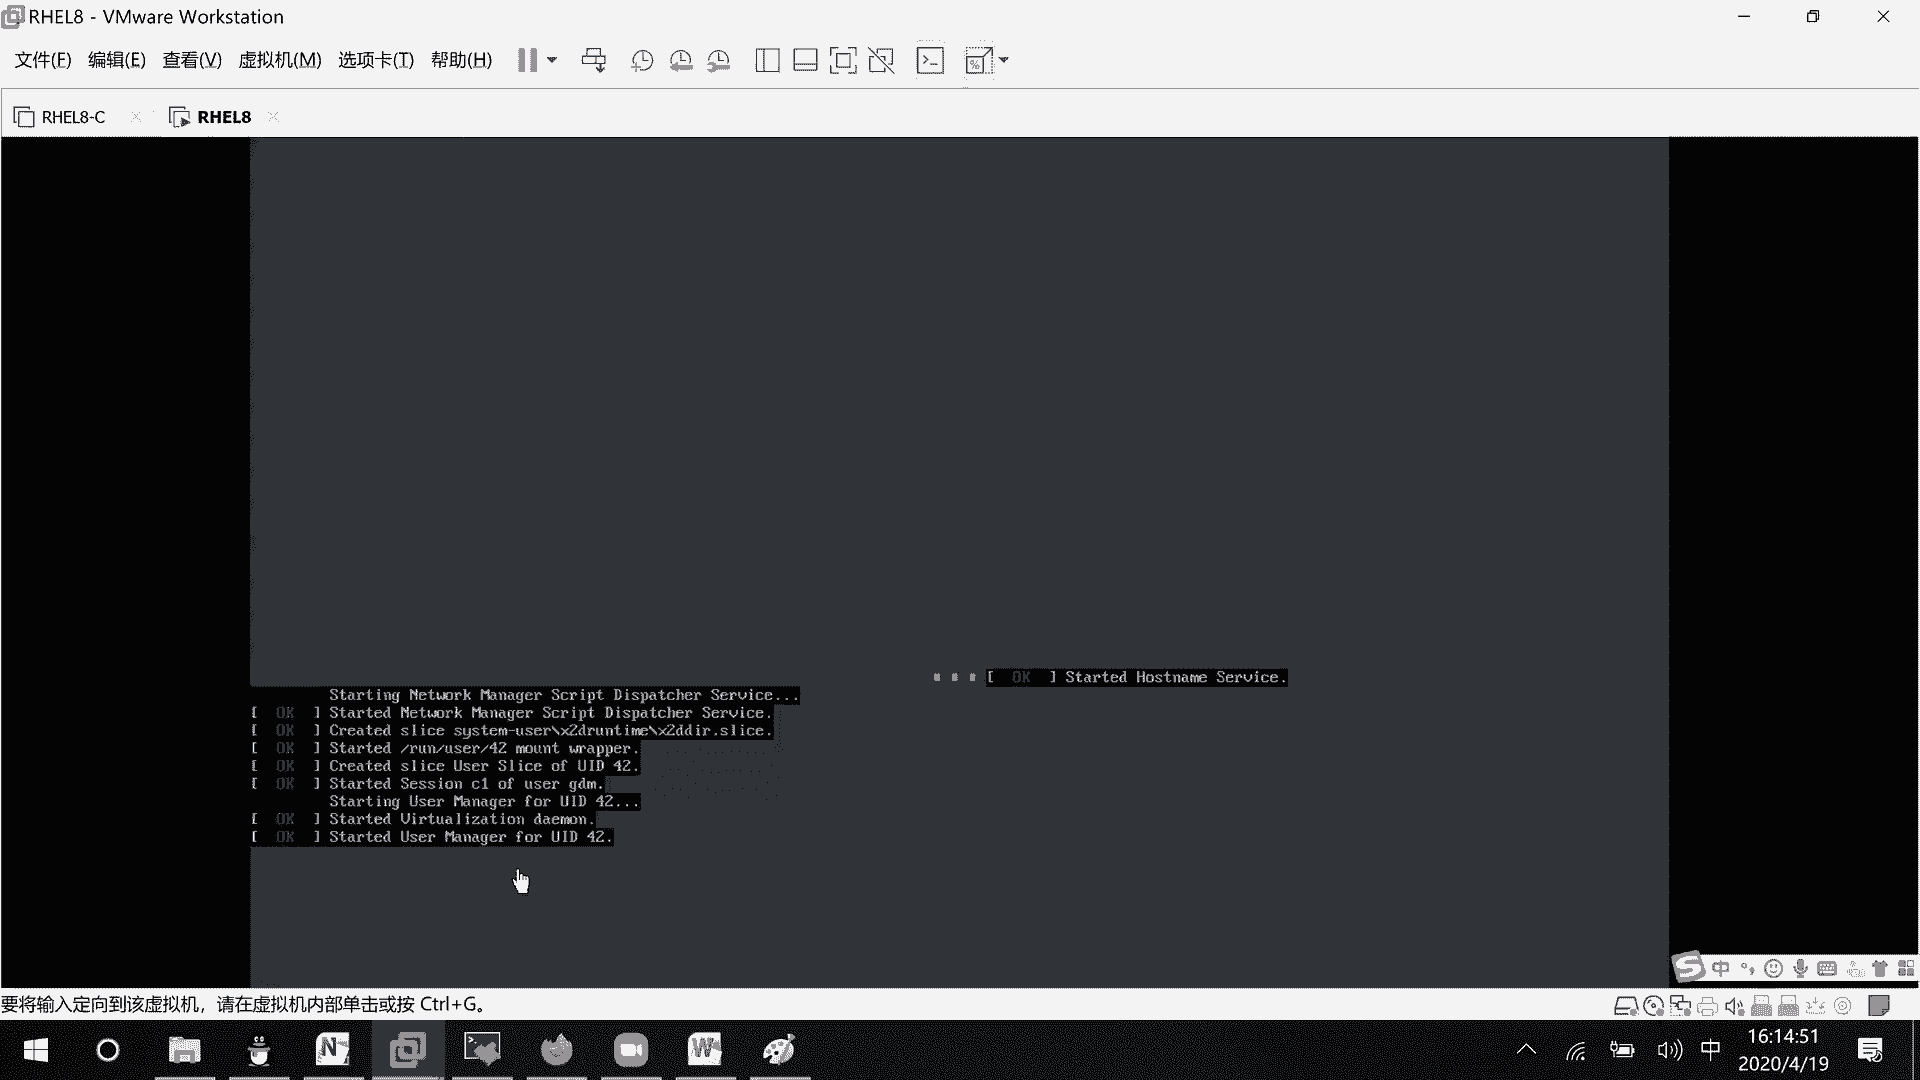 RHEL8 - VMware Workstation
文件(F) 编辑(E) 查看(V) 虚拟机(M) 选项卡(T) 帮助(H)
RHEL8-C RHEL8
[ OK ] Started Hostname Service.
Starting Network Manager Script Dispatcher Service...
[ OK ] Started Network Manager Script Dispatcher Service.
[ OK ] Created slice system-user\x2druntime\x2ddir.slice.
[ OK ] Started /run/user/42 mount wrapper.
[ OK ] Created slice User Slice of UID 42.
[ OK ] Started Session c1 of user gdm.
Starting User Manager for UID 42...
[ OK ] Started Virtualization daemon.
[ OK ] Started User Manager for UID 42.
中
要将输入定向到该虚拟机，请在虚拟机内部单击或按 Ctrl+G。
中
16:14:51
2020/4/19